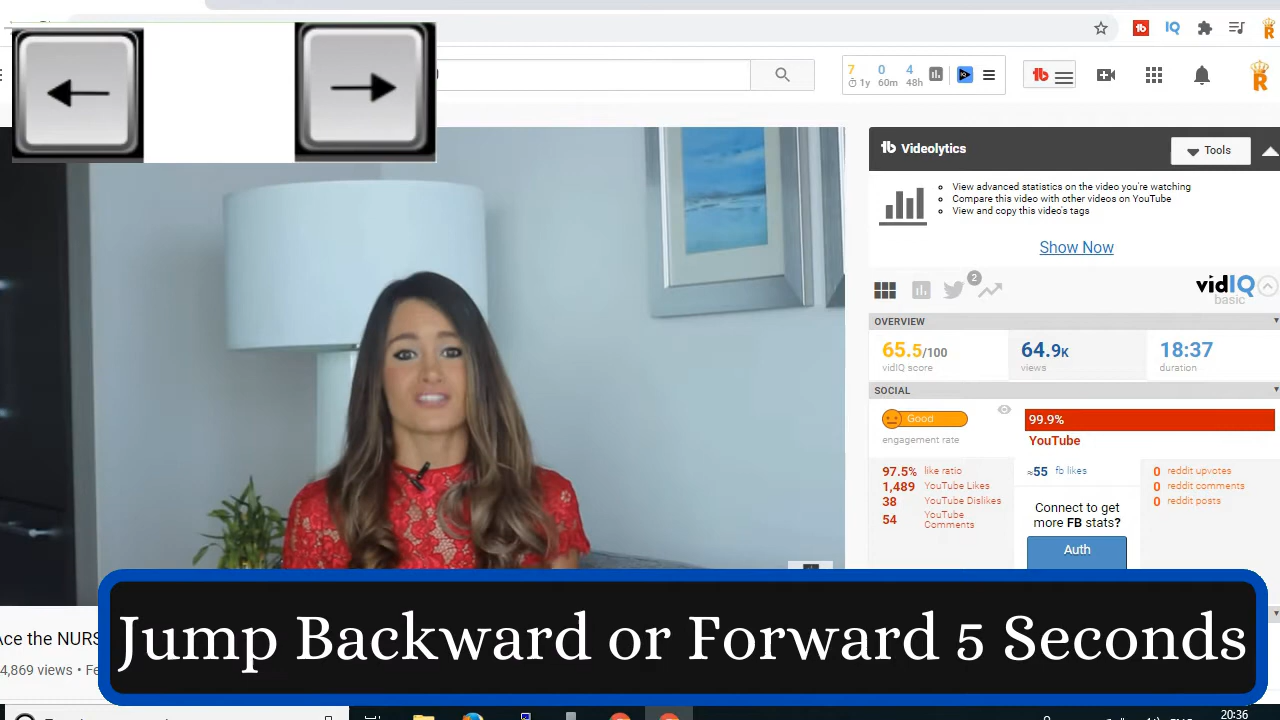 7 0 4
1y 60m 48h
Videolytics
Tools
View advanced statistics on the video you're watching
Compare this video with other videos on YouTube
View and copy this video's tags
Show Now
2
vidIQ
basic
OVERVIEW
65.5/100 64.9K 18:37
vidIQ score views duration
SOCIAL
Good
engagement rate
99.9%
YouTube
97.5% like ratio
1,489 YouTube Likes
38 YouTube Dislikes
54 YouTube
Comments
≈55 fb likes
Connect to get
more FB stats?
Auth
0 reddit upvotes
0 reddit comments
0 reddit posts
Ace the NURS
4,869 views •
Jump Backward or Forward 5 Seconds
20:36